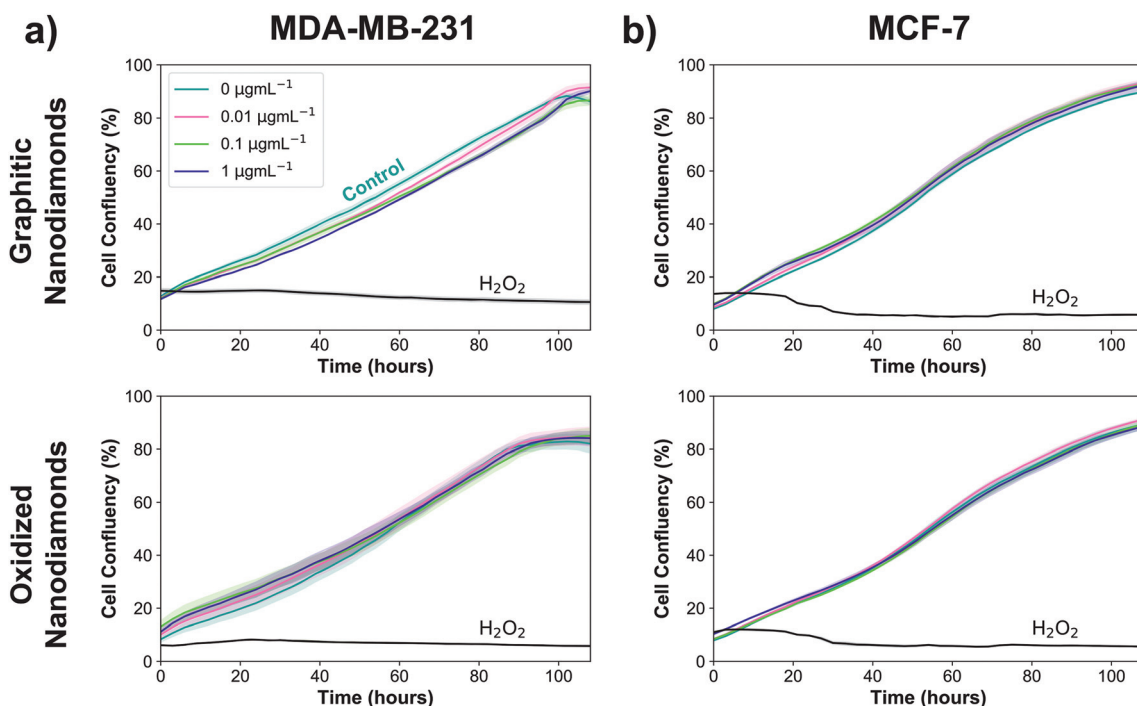 a)
MDA-MB-231
b)
MCF-7
Graphitic
Nanodiamonds
Cell Confluency (%)
100
80
60
40
20
0
0 μgmL⁻¹
0.01 μgmL⁻¹
0.1 μgmL⁻¹
1 μgmL⁻¹
Control
H₂O₂
0 20 40 60 80 100
Time (hours)
Cell Confluency (%)
100
80
60
40
20
0
H₂O₂
0 20 40 60 80 100
Time (hours)
Oxidized
Nanodiamonds
Cell Confluency (%)
100
80
60
40
20
0
H₂O₂
0 20 40 60 80 100
Time (hours)
Cell Confluency (%)
100
80
60
40
20
0
H₂O₂
0 20 40 60 80 100
Time (hours)